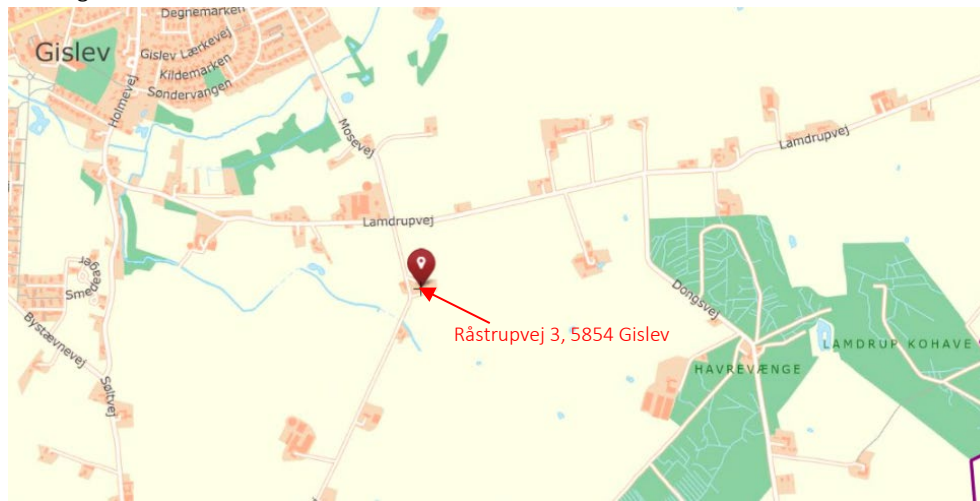 Degnemarken
Gislev
Gislev Lærkevej
Kildemarken
Søndervangen
Holmevej
Mosevej
Lamdrupvej
Lamdrupvej
Smedeager
Bystævnevej
Søltvej
Dongsvej
Råstrupvej 3, 5854 Gislev
LAMDRUP KOHAVE
HAVREVÆNGE